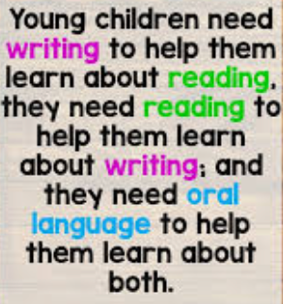 Young children need
writing to help them
learn about reading,
they need reading to
help them learn
about writing; and
they need oral
language to help
them learn about
both.